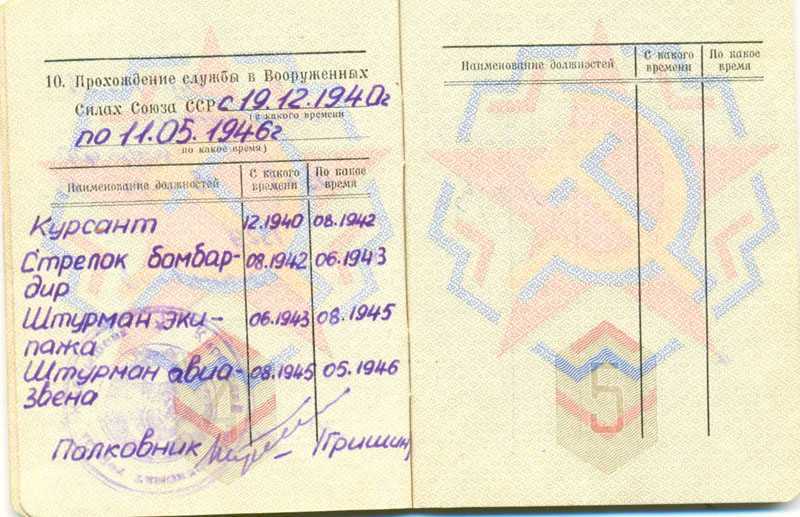 10. Прохождение службы в Вооруженных
Силах Союза ССР с 19.12.1940г
(с какого времени
по 11.05.1946г
по какое время)
Наименование должностей С какого времени По какое время
Курсант 12.1940 08.1942
Стрелок бомбар- 08.1942 06.1943
дир
Штурман эки- 06.1943 08.1945
пажа
Штурман авиа- 08.1945 05.1946
звена
Полковник /Гришин
Наименование должностей С какого времени По какое время
5